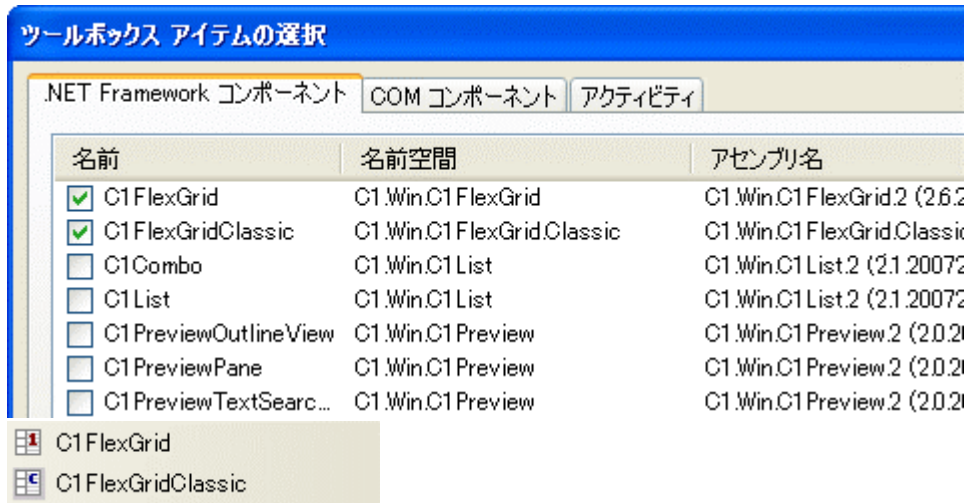 ツールボックス アイテムの選択
.NET Framework コンポーネント COM コンポーネント アクティビティ
名前 名前空間 アセンブリ名
C1FlexGrid C1.Win.C1FlexGrid C1.Win.C1FlexGrid.2 (2.6.2
C1FlexGridClassic C1.Win.C1FlexGrid.Classic C1.Win.C1FlexGrid.Classic
C1Combo C1.Win.C1List C1.Win.C1List.2 (2.1.20072
C1List C1.Win.C1List C1.Win.C1List.2 (2.1.20072
C1PreviewOutlineView C1.Win.C1Preview C1.Win.C1Preview.2 (2.0.20
C1PreviewPane C1.Win.C1Preview C1.Win.C1Preview.2 (2.0.20
C1PreviewTextSearc... C1.Win.C1Preview C1.Win.C1Preview.2 (2.0.20
C1FlexGrid
C1FlexGridClassic